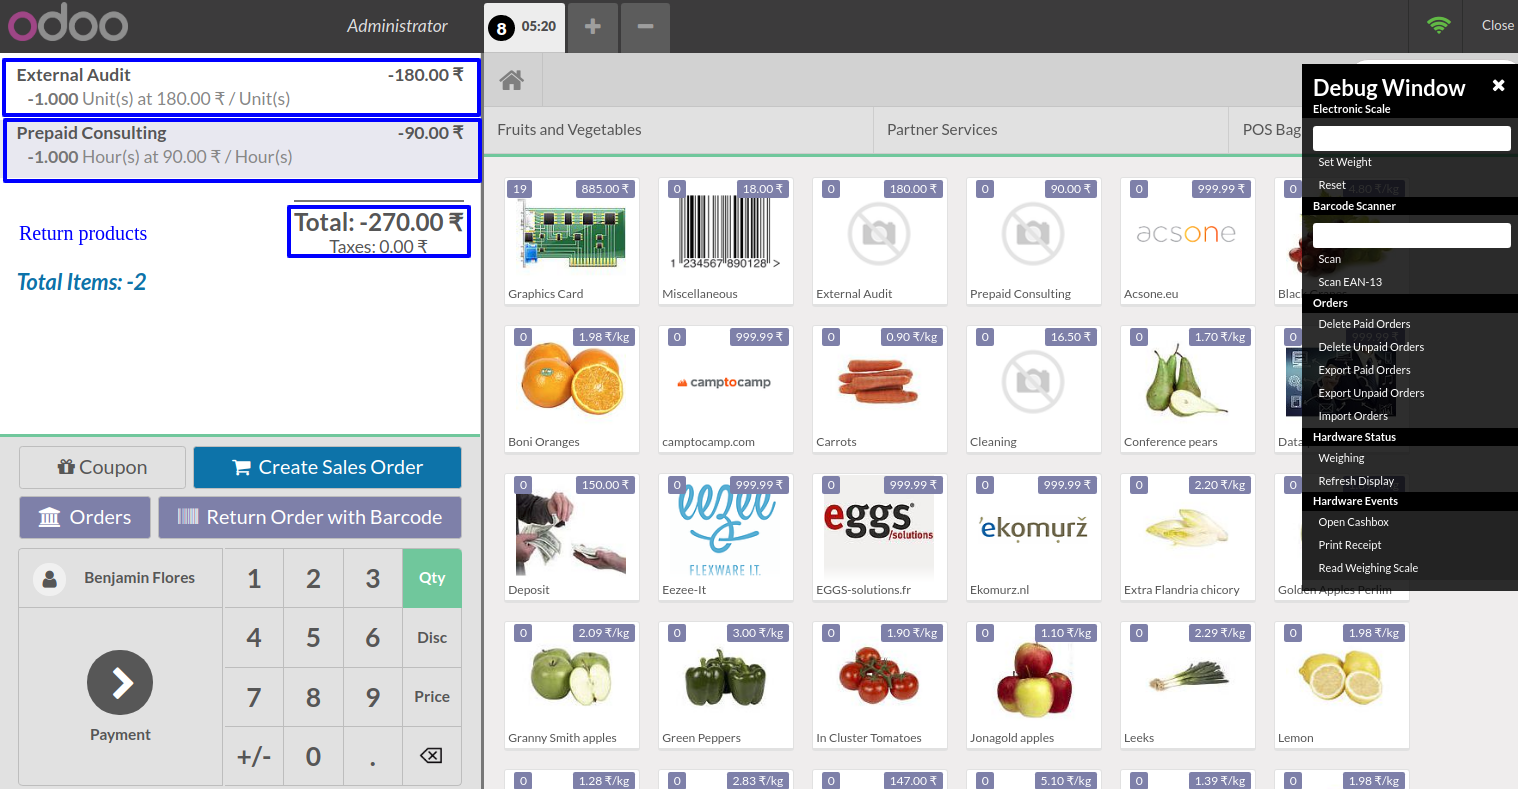 odoo
Administrator
8 05:20
Close
External Audit -180.00 ₹
-1.000 Unit(s) at 180.00 ₹ / Unit(s)
Prepaid Consulting -90.00 ₹
-1.000 Hour(s) at 90.00 ₹ / Hour(s)
Total: -270.00 ₹
Taxes: 0.00 ₹
Return products
Total Items: -2
Coupon
Create Sales Order
Orders
Return Order with Barcode
Benjamin Flores
1 2 3 Qty
4 5 6 Disc
7 8 9 Price
+/- 0 .
Payment
Fruits and Vegetables
Partner Services
POS Bag
19 885.00 ₹
Graphics Card
0 18.00 ₹
1 234567 890128 >
Miscellaneous
0 180.00 ₹
External Audit
0 90.00 ₹
Prepaid Consulting
0 999.99 ₹
acsone
Acsone.eu
0 4.80 ₹/kg
0 1.98 ₹/kg
Boni Oranges
0 999.99 ₹
camptocamp
camptocamp.com
0 0.90 ₹/kg
Carrots
0 16.50 ₹
Cleaning
0 1.70 ₹/kg
Conference pears
0
0 150.00 ₹
Deposit
0 999.99 ₹
eezee
FLEXWARE I.T.
Eezee-It
0 999.99 ₹
eggs
/solutions
EGGS-solutions.fr
0 999.99 ₹
ekomurz
Ekomurz.nl
0 2.20 ₹/kg
Extra Flandria chicory
0
Golden Apples Perlim
0 2.09 ₹/kg
Granny Smith apples
0 3.00 ₹/kg
Green Peppers
0 1.90 ₹/kg
In Cluster Tomatoes
0 1.10 ₹/kg
Jonagold apples
0 2.29 ₹/kg
Leeks
0 1.98 ₹/kg
Lemon
0 1.28 ₹/kg
0 2.83 ₹/kg
0 147.00 ₹
0 5.10 ₹/kg
0 1.39 ₹/kg
0 1.98 ₹/kg
Debug Window
Electronic Scale
Set Weight
Reset
Barcode Scanner
Scan
Scan EAN-13
Orders
Delete Paid Orders
Delete Unpaid Orders
Export Paid Orders
Export Unpaid Orders
Import Orders
Hardware Status
Weighing
Refresh Display
Hardware Events
Open Cashbox
Print Receipt
Read Weighing Scale